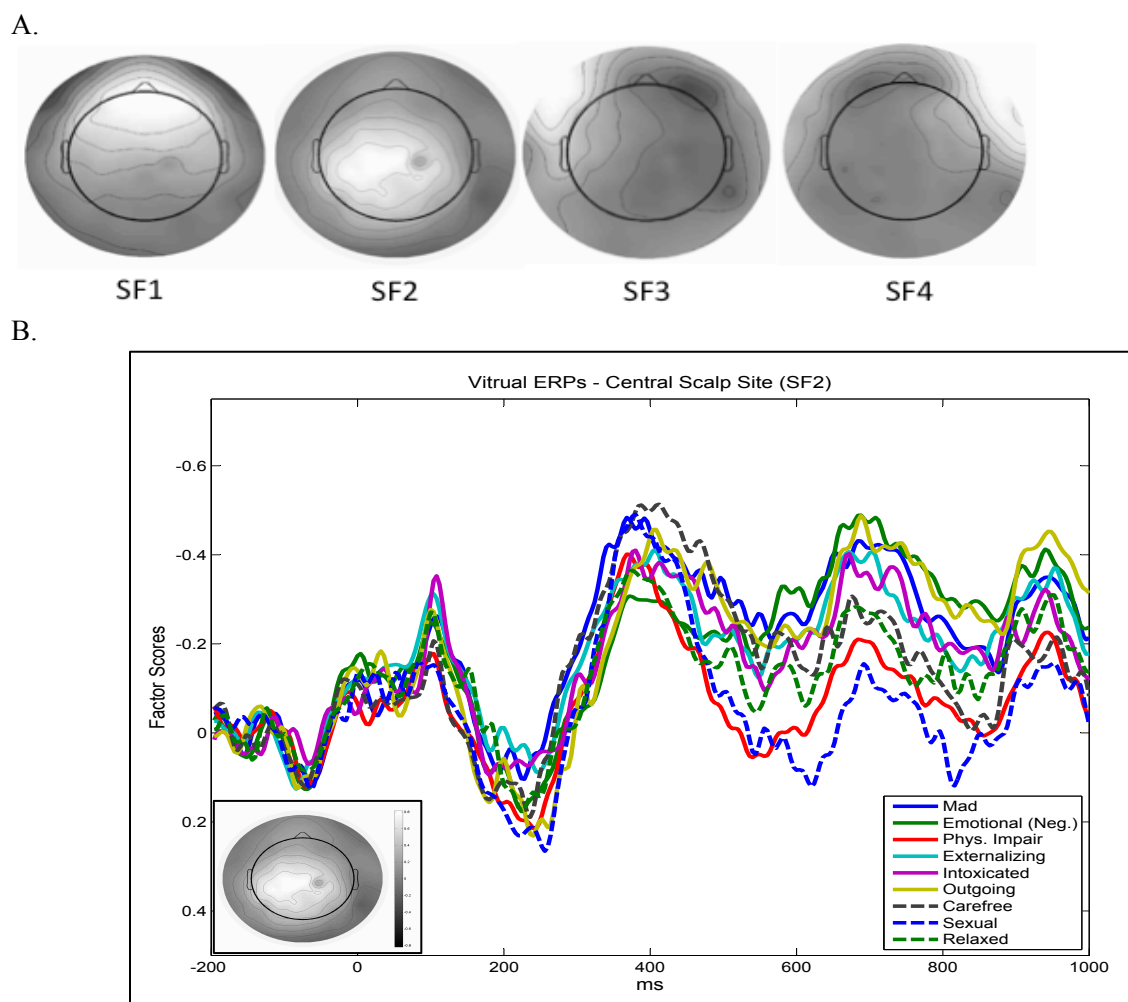 A.
SF1 SF2 SF3 SF4
B.
Vitrual ERPs - Central Scalp Site (SF2)
Factor Scores
-0.6
-0.4
-0.2
0
0.2
0.4
-200 0 200 400 600 800 1000
ms
Mad
Emotional (Neg.)
Phys. Impair
Externalizing
Intoxicated
Outgoing
Carefree
Sexual
Relaxed